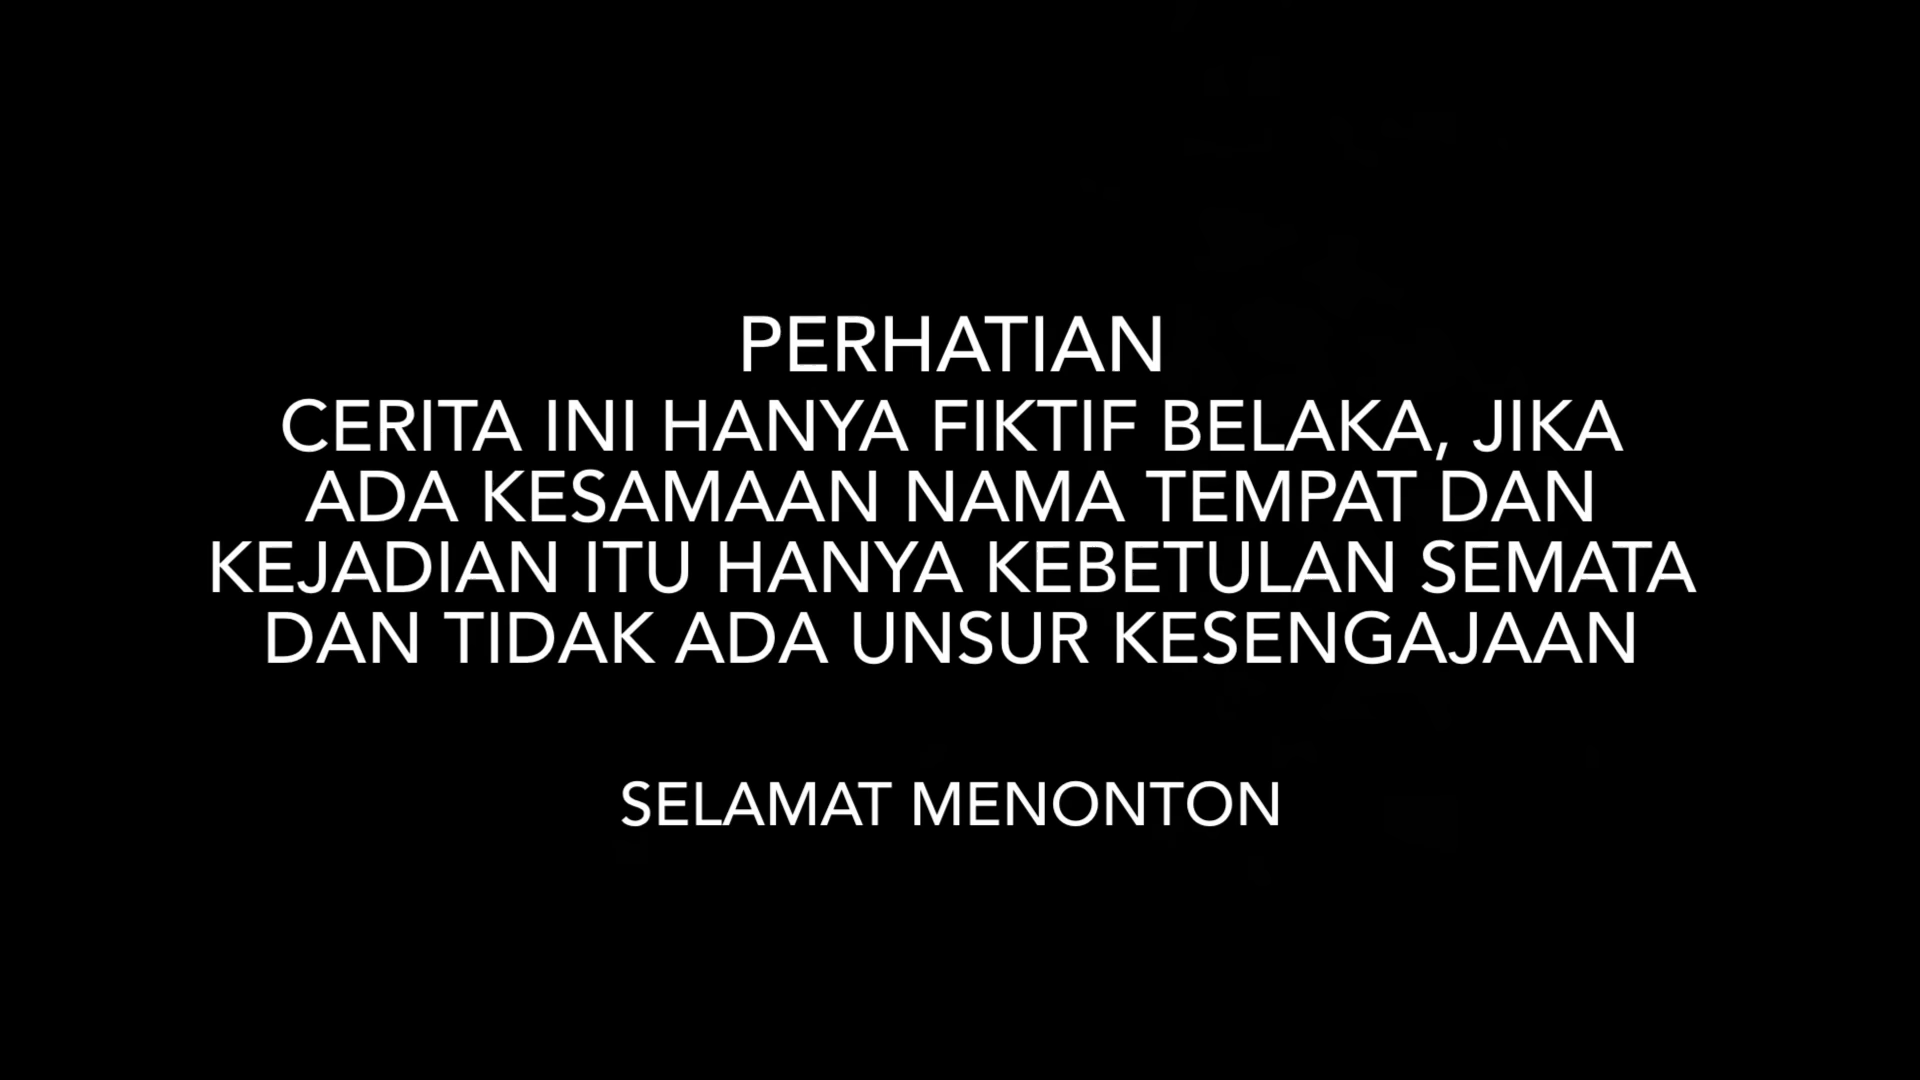 PERHATIAN
CERITA INI HANYA FIKTIF BELAKA, JIKA
ADA KESAMAAN NAMA TEMPAT DAN
KEJADIAN ITU HANYA KEBETULAN SEMATA
DAN TIDAK ADA UNSUR KESENGAJAAN
SELAMAT MENONTON